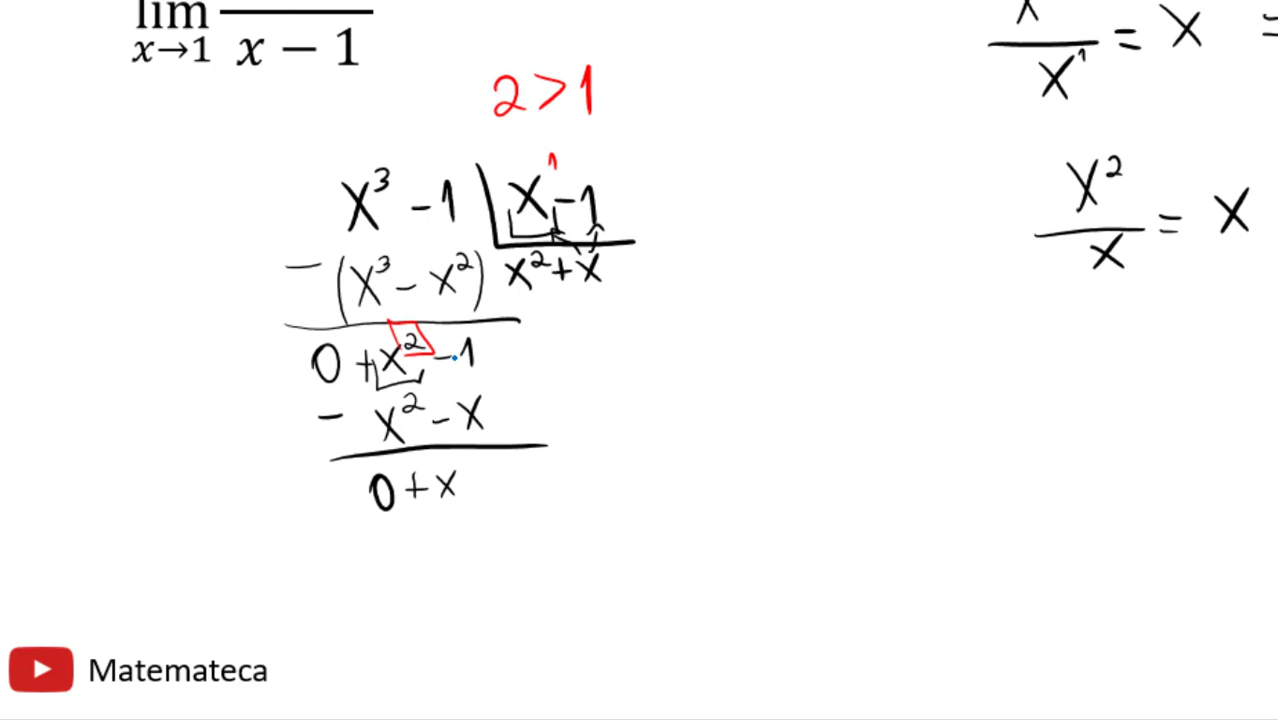 lim x→1 / x − 1
x / x¹ = x =
2 > 1
x³ − 1 | x¹ − 1
− (x³ − x²) x² + x
x² / x = x
0 + x² − 1
− x² − x
0 + x
Matemateca